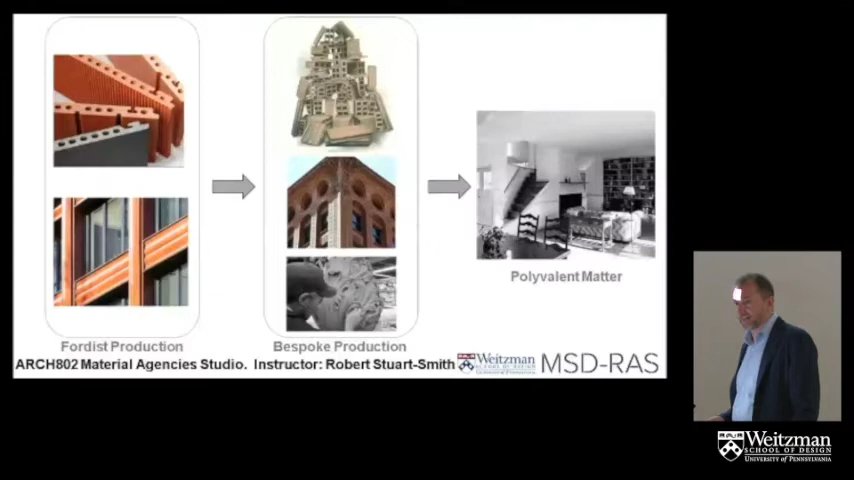 Polyvalent Matter
Fordist Production
Bespoke Production
ARCH802 Material Agencies Studio. Instructor: Robert Stuart-Smith
Weitzman
SCHOOL OF DESIGN
MSD-RAS
Weitzman
SCHOOL OF DESIGN
UNIVERSITY OF PENNSYLVANIA